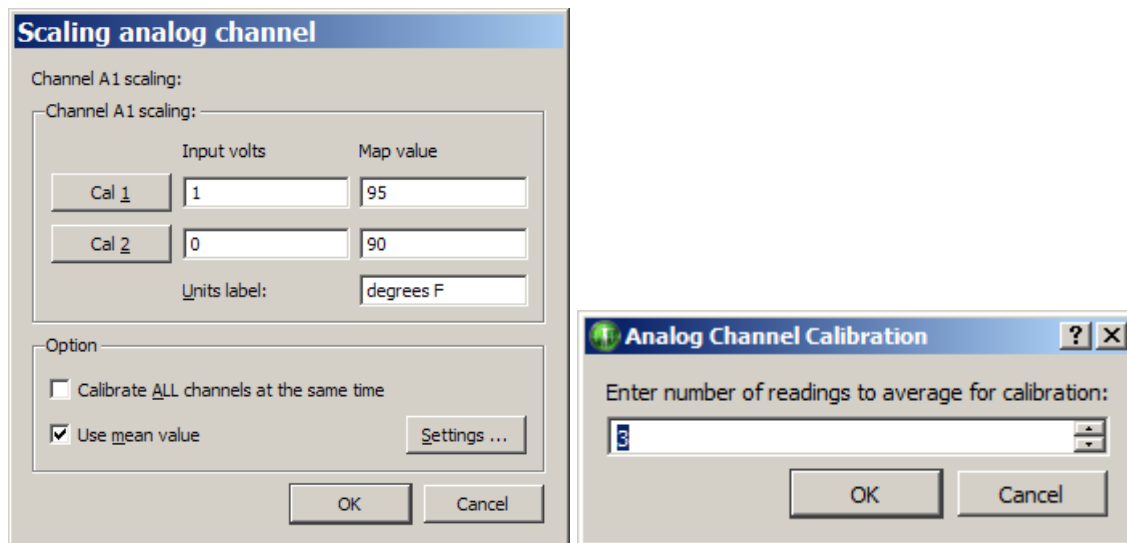 Scaling analog channel
Channel A1 scaling:
Channel A1 scaling:
Input volts Map value
Cal 1 1 95
Cal 2 0 90
Units label: degrees F
Option
Calibrate ALL channels at the same time
Use mean value Settings ...
OK Cancel
Analog Channel Calibration ? X
Enter number of readings to average for calibration:
3
OK Cancel